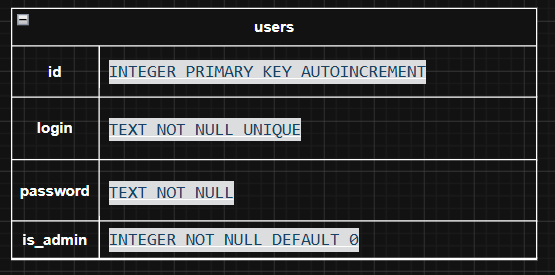 users
id INTEGER PRIMARY KEY AUTOINCREMENT
login TEXT NOT NULL UNIQUE
password TEXT NOT NULL
is_admin INTEGER NOT NULL DEFAULT 0